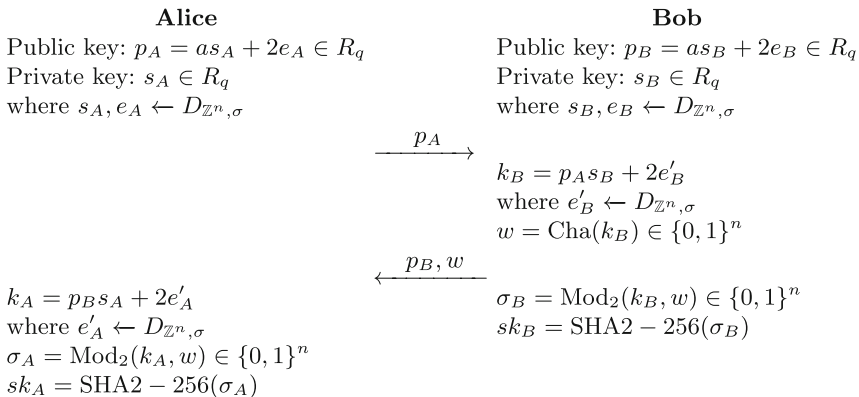 Alice Bob
Public key: p_A = as_A + 2e_A ∈ R_q Public key: p_B = as_B + 2e_B ∈ R_q
Private key: s_A ∈ R_q Private key: s_B ∈ R_q
where s_A, e_A ← D_{ℤ^n,σ} where s_B, e_B ← D_{ℤ^n,σ}
p_A
k_B = p_A s_B + 2e'_B
where e'_B ← D_{ℤ^n,σ}
w = Cha(k_B) ∈ {0, 1}^n
p_B, w
k_A = p_B s_A + 2e'_A σ_B = Mod_2(k_B, w) ∈ {0, 1}^n
where e'_A ← D_{ℤ^n,σ} sk_B = SHA2 − 256(σ_B)
σ_A = Mod_2(k_A, w) ∈ {0, 1}^n
sk_A = SHA2 − 256(σ_A)